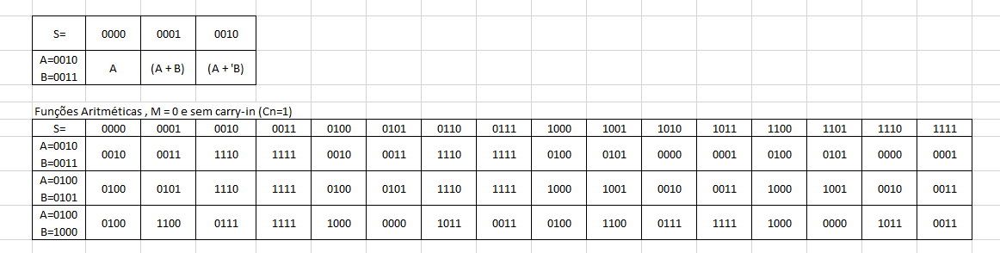 S= 0000 0001 0010
A=0010
B=0011 A (A + B) (A + 'B)
Funções Aritméticas , M = 0 e sem carry-in (Cn=1)
S= 0000 0001 0010 0011 0100 0101 0110 0111 1000 1001 1010 1011 1100 1101 1110 1111
A=0010
B=0011 0010 0011 1110 1111 0010 0011 1110 1111 0100 0101 0000 0001 0100 0101 0000 0001
A=0100
B=0101 0100 0101 1110 1111 0100 0101 1110 1111 1000 1001 0010 0011 1000 1001 0010 0011
A=0100
B=1000 0100 1100 0111 1111 1000 0000 1011 0011 0100 1100 0111 1111 1000 0000 1011 0011